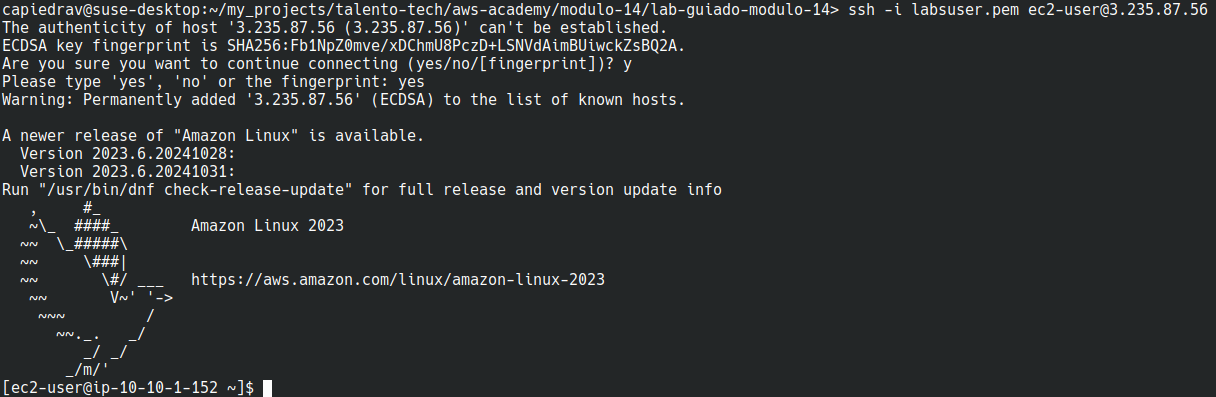 capiedrav@suse-desktop:~/my_projects/talento-tech/aws-academy/modulo-14/lab-guiado-modulo-14> ssh -i labsuser.pem ec2-user@3.235.87.56
The authenticity of host '3.235.87.56 (3.235.87.56)' can't be established.
ECDSA key fingerprint is SHA256:Fb1NpZ0mve/xDChmU8PczD+LSNVdAimBUiwckZsBQ2A.
Are you sure you want to continue connecting (yes/no/[fingerprint])? y
Please type 'yes', 'no' or the fingerprint: yes
Warning: Permanently added '3.235.87.56' (ECDSA) to the list of known hosts.

A newer release of "Amazon Linux" is available.
  Version 2023.6.20241028:
  Version 2023.6.20241031:
Run "/usr/bin/dnf check-release-update" for full release and version update info
   ,     #_
   ~\_  ####_        Amazon Linux 2023
  ~~  \_#####\
  ~~     \###|
  ~~       \#/ ___   https://aws.amazon.com/linux/amazon-linux-2023
   ~~       V~' '->
    ~~~         /
      ~~._.   _/
         _/ _/
       _/m/'
[ec2-user@ip-10-10-1-152 ~]$